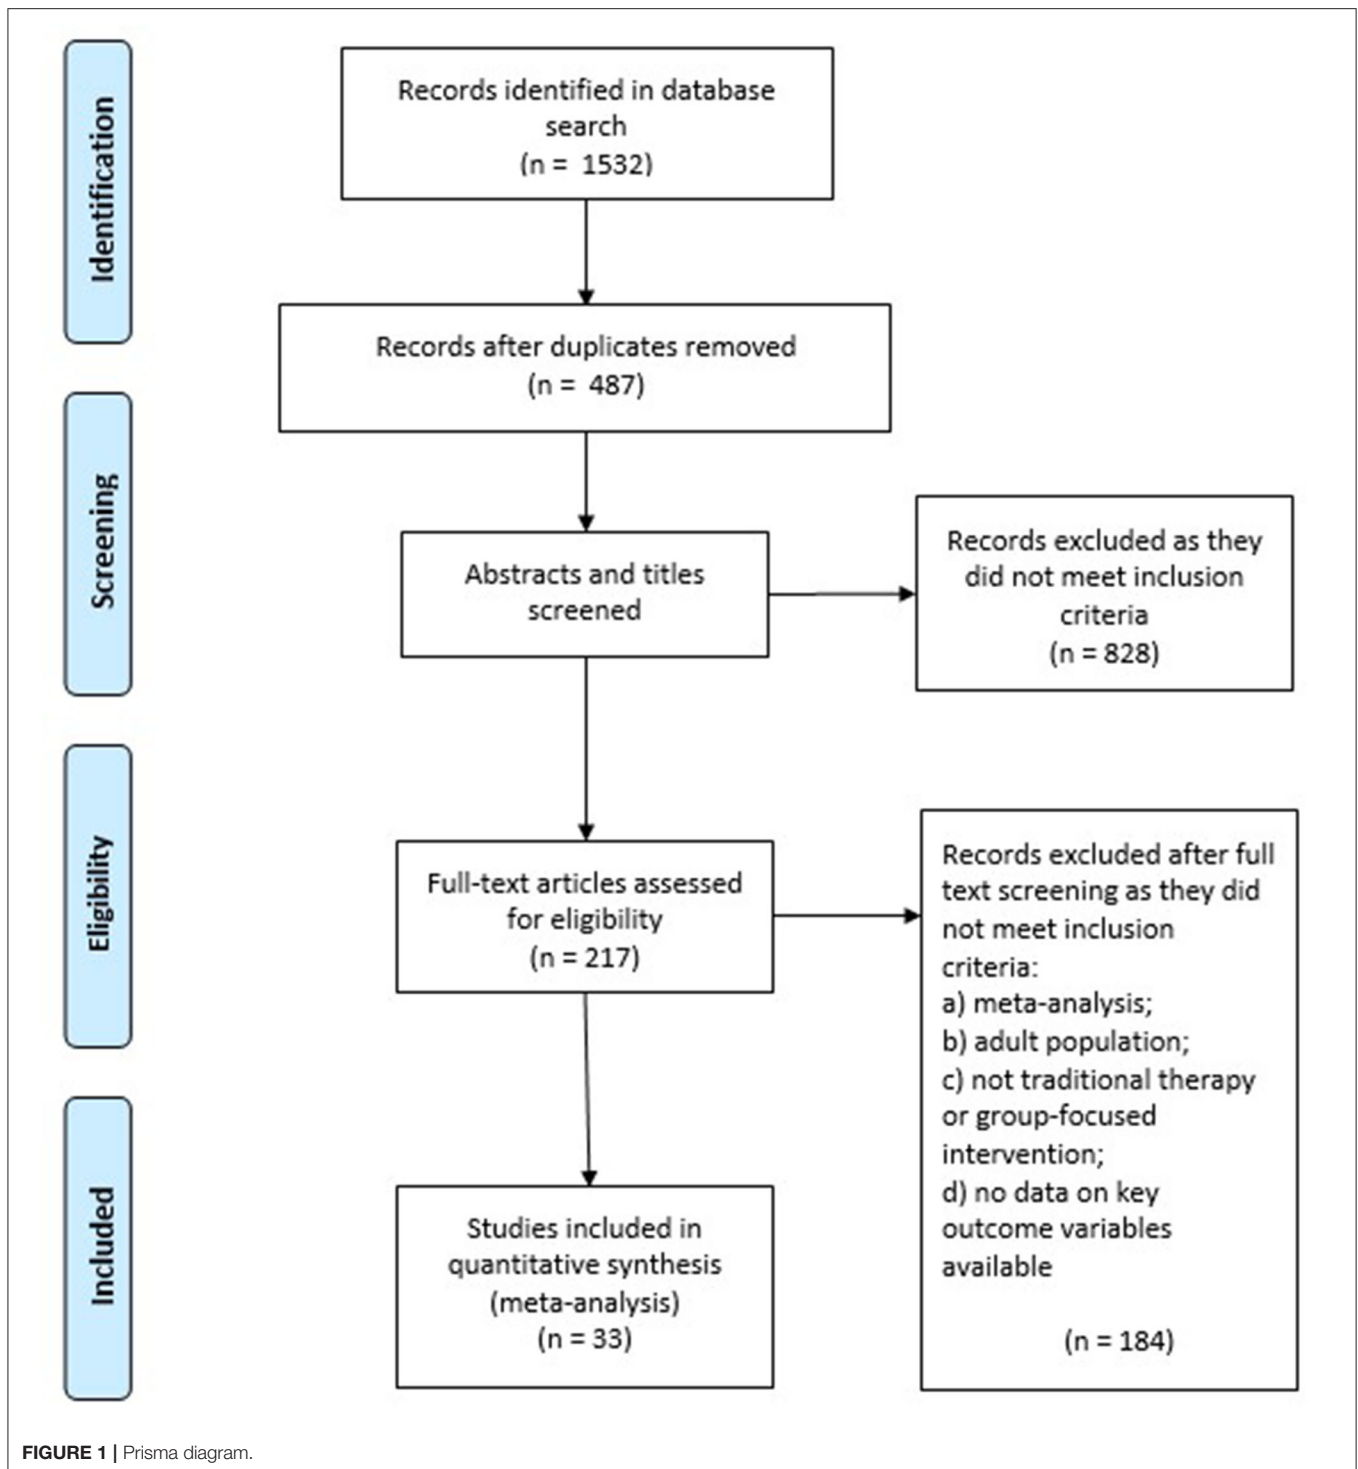 Identification
Records identified in database
search
(n = 1532)
Records after duplicates removed
(n = 487)
Screening
Abstracts and titles
screened
Records excluded as they
did not meet inclusion
criteria
(n = 828)
Eligibility
Full-text articles assessed
for eligibility
(n = 217)
Records excluded after full
text screening as they did
not meet inclusion
criteria:
a) meta-analysis;
b) adult population;
c) not traditional therapy
or group-focused
intervention;
d) no data on key
outcome variables
available
(n = 184)
Included
Studies included in
quantitative synthesis
(meta-analysis)
(n = 33)
FIGURE 1 | Prisma diagram.